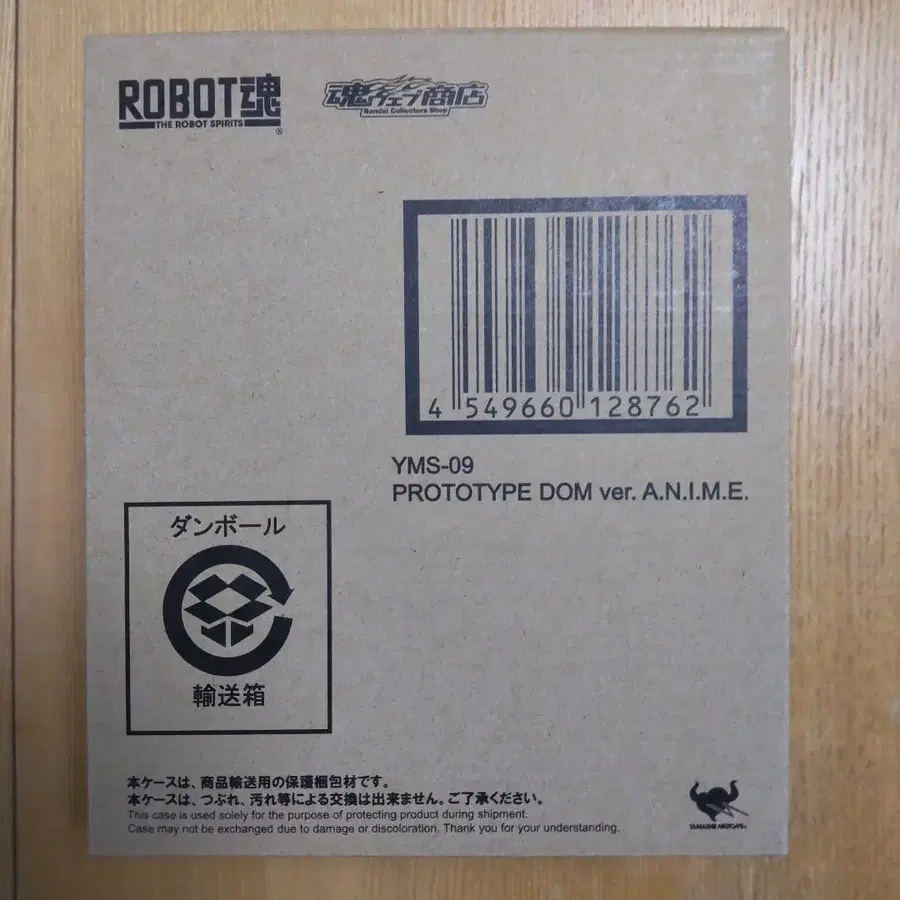 ROBOT魂
THE ROBOT SPIRITS
®
魂ウェブ商店
Bandai Collectors Shop
4 549660 128762
YMS-09
PROTOTYPE DOM ver. A.N.I.M.E.
ダンボール
輸送箱
本ケースは、商品輸送用の保護梱包材です。
本ケースは、つぶれ、汚れ等による交換は出来ません。ご了承ください。
This case is used solely for the purpose of protecting product during shipment.
Case may not be exchanged due to damage or discoloration. Thank you for your understanding.
TAMASHII NATIONS